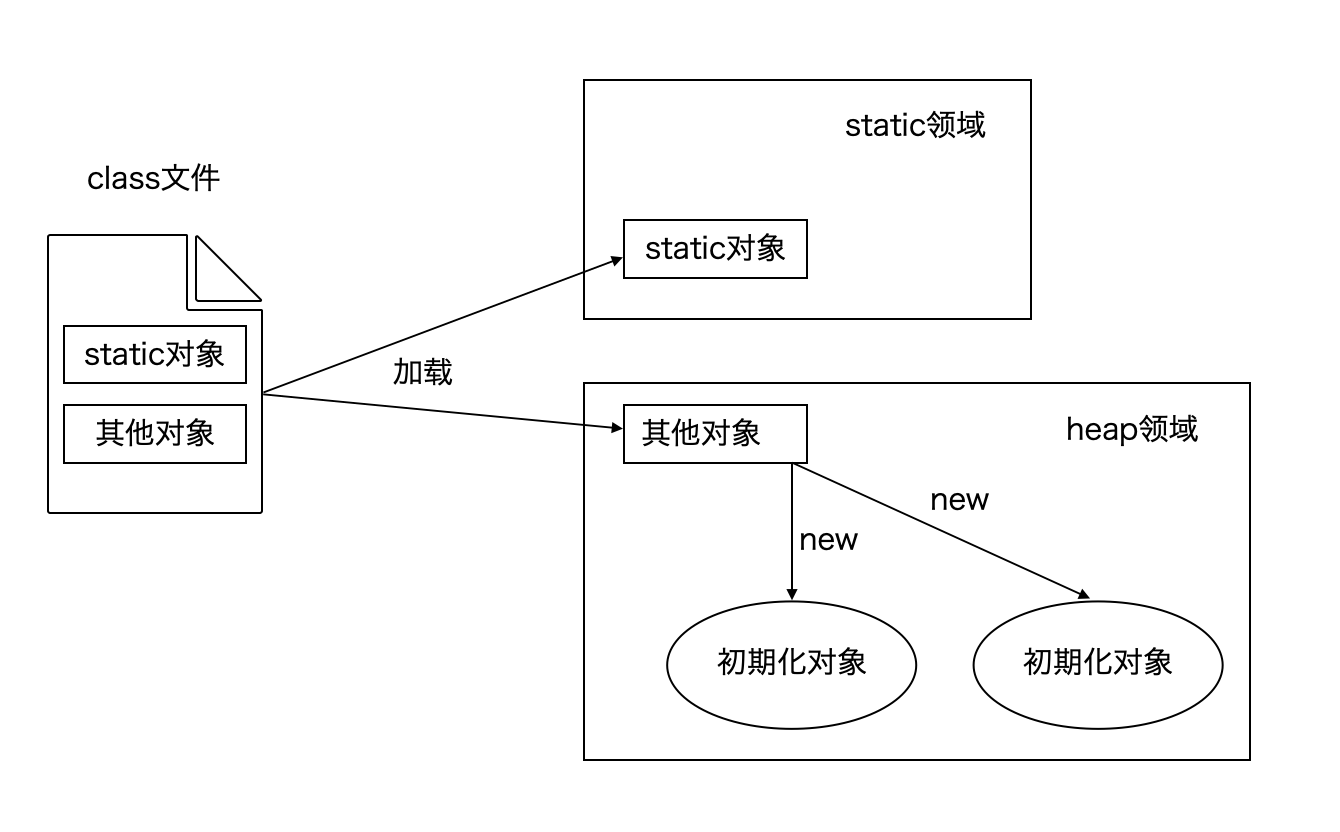 class文件
static对象
其他对象
加载
static领域
static对象
heap领域
其他对象
new
new
初期化对象
初期化对象